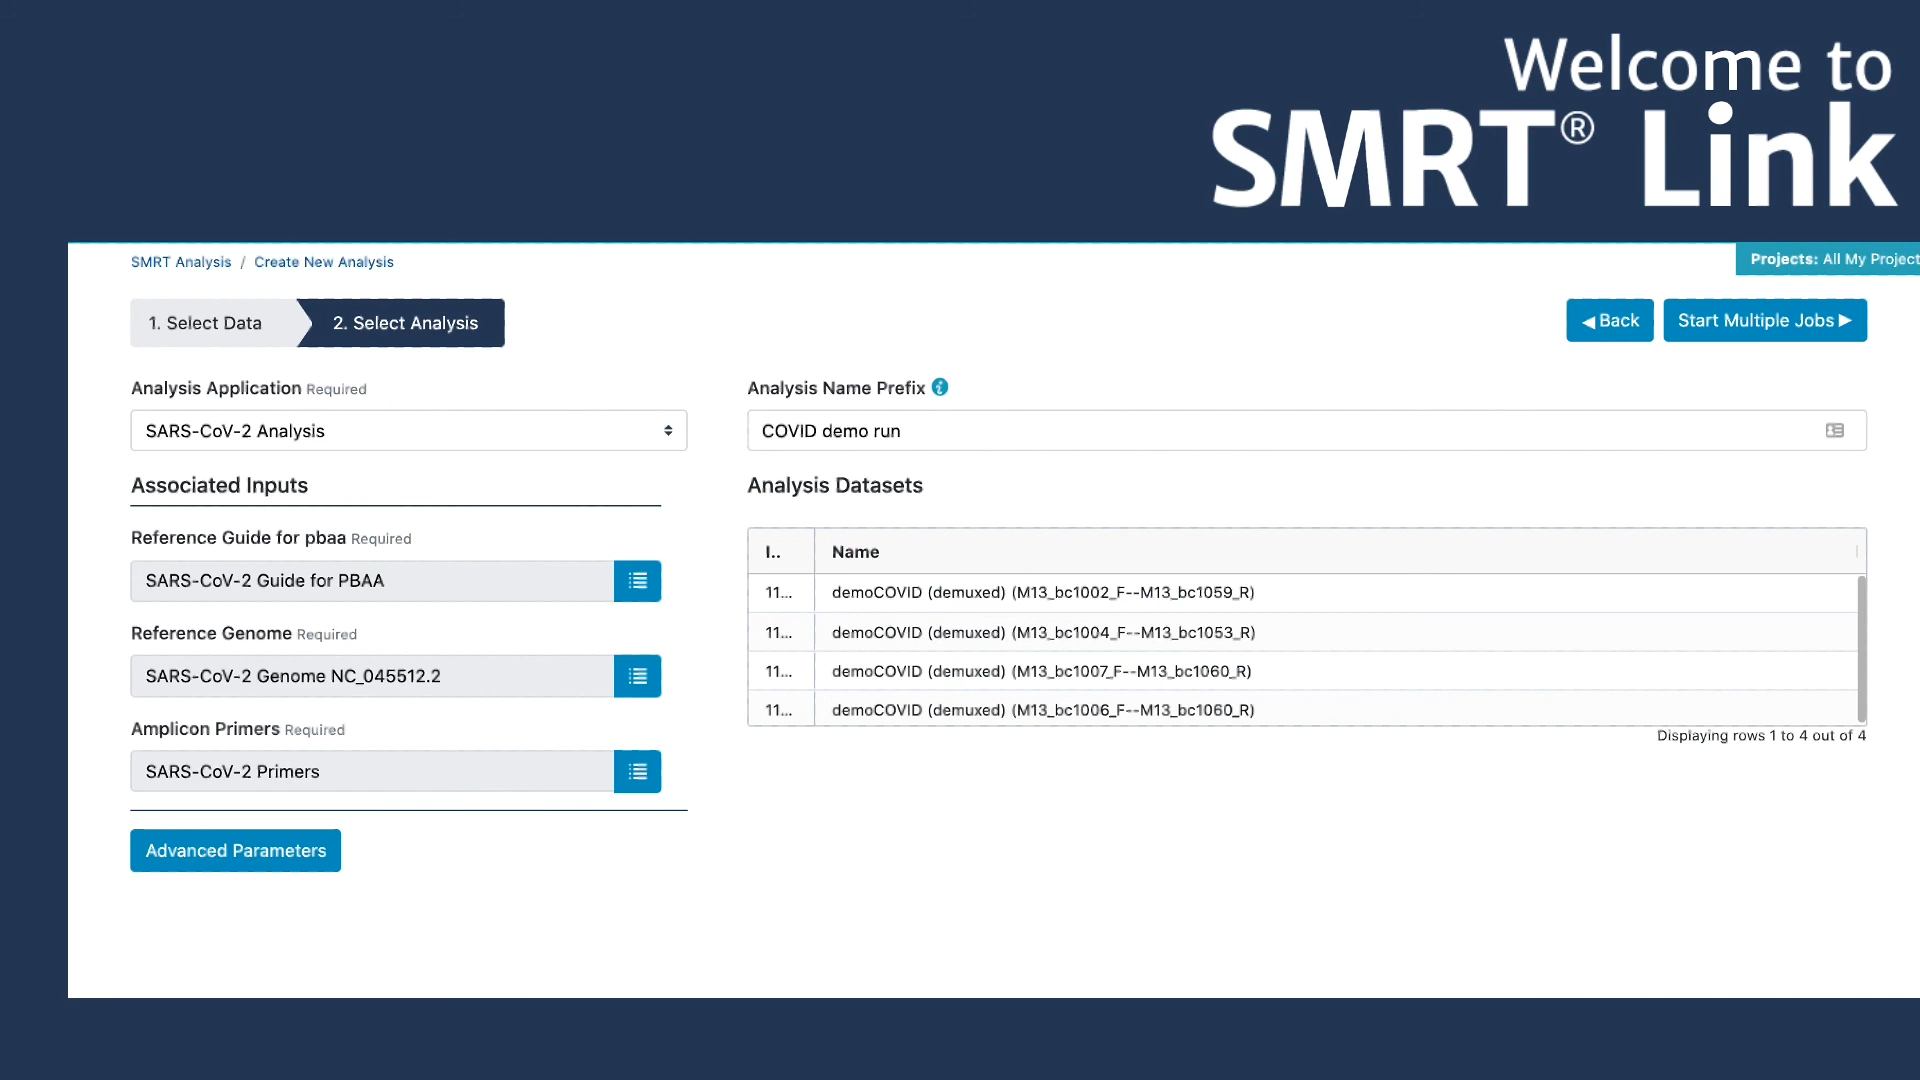 Welcome to
SMRT® Link
SMRT Analysis / Create New Analysis
Projects: All My Project
1. Select Data
2. Select Analysis
Back
Start Multiple Jobs
Analysis Application Required
SARS-CoV-2 Analysis
Associated Inputs
Reference Guide for pbaa Required
SARS-CoV-2 Guide for PBAA
Reference Genome Required
SARS-CoV-2 Genome NC_045512.2
Amplicon Primers Required
SARS-CoV-2 Primers
Advanced Parameters
Analysis Name Prefix
COVID demo run
Analysis Datasets
I.. Name
11... demoCOVID (demuxed) (M13_bc1002_F--M13_bc1059_R)
11... demoCOVID (demuxed) (M13_bc1004_F--M13_bc1053_R)
11... demoCOVID (demuxed) (M13_bc1007_F--M13_bc1060_R)
11... demoCOVID (demuxed) (M13_bc1006_F--M13_bc1060_R)
Displaying rows 1 to 4 out of 4